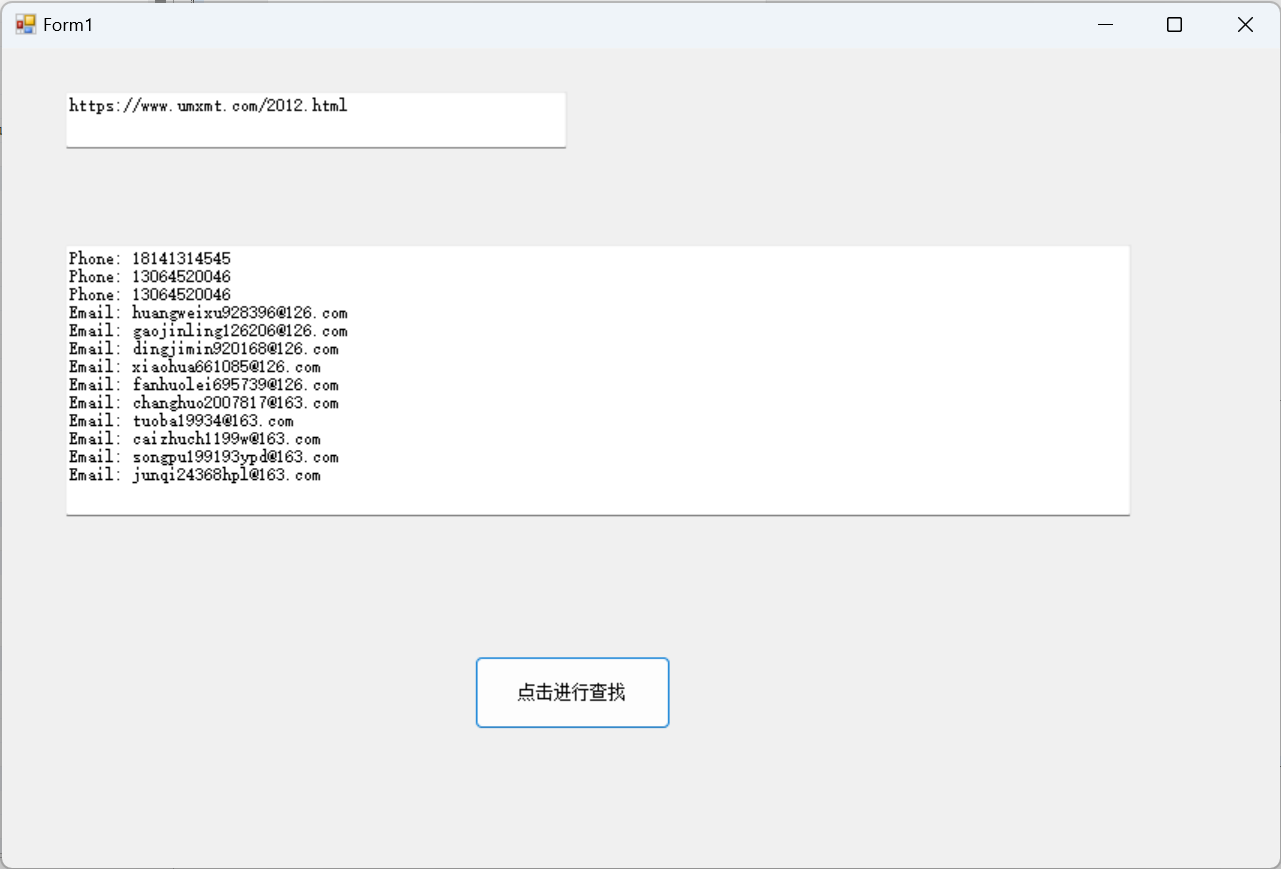 Form1
https://www.umxmt.com/2012.html
Phone: 18141314545
Phone: 13064520046
Phone: 13064520046
Email: huangweixu928396@126.com
Email: gaojinling126206@126.com
Email: dingjimin920168@126.com
Email: xiaohua661085@126.com
Email: fanhuolei695739@126.com
Email: changhuo2007817@163.com
Email: tuoba19934@163.com
Email: caizhuch1199w@163.com
Email: songpu199193ypd@163.com
Email: junqi24368hpl@163.com
点击进行查找